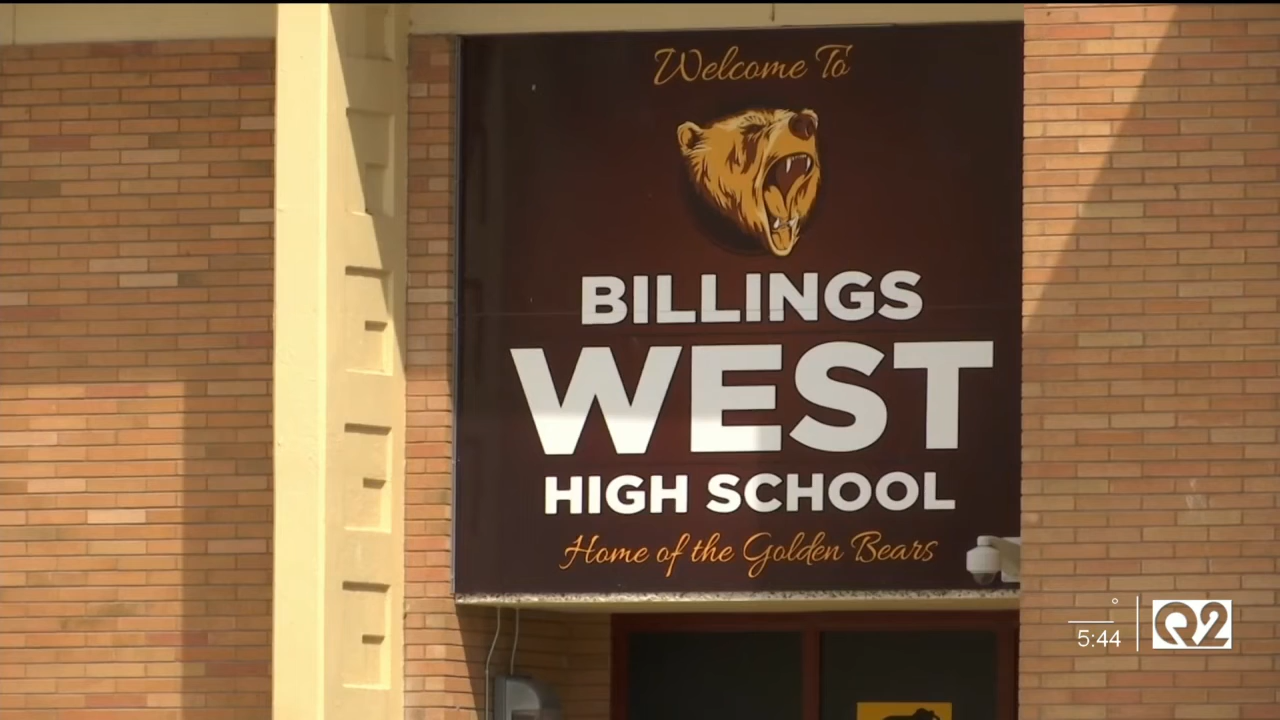 Welcome To
BILLINGS
WEST
HIGH SCHOOL
Home of the Golden Bears
°
5:44
Q2